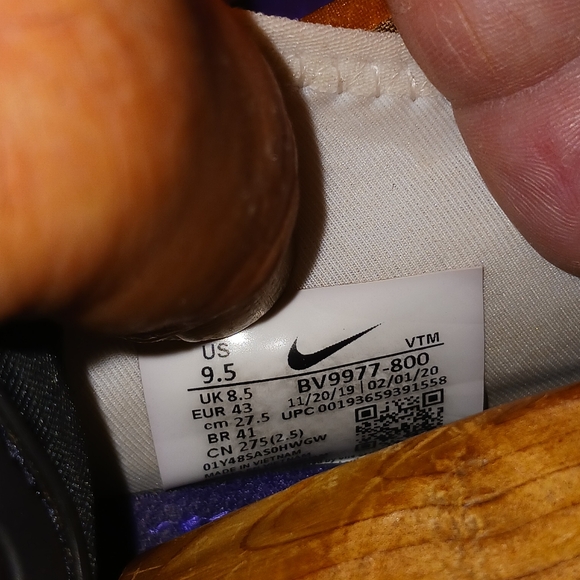 US
9.5
VTM
BV9977-800
UK 8.5
11/20/19 | 02/01/20
EUR 43
UPC 00193659391558
cm 27.5
BR 41
CN 275(2.5)
01Y48SAS0HWGW
MADE IN VIETNAM